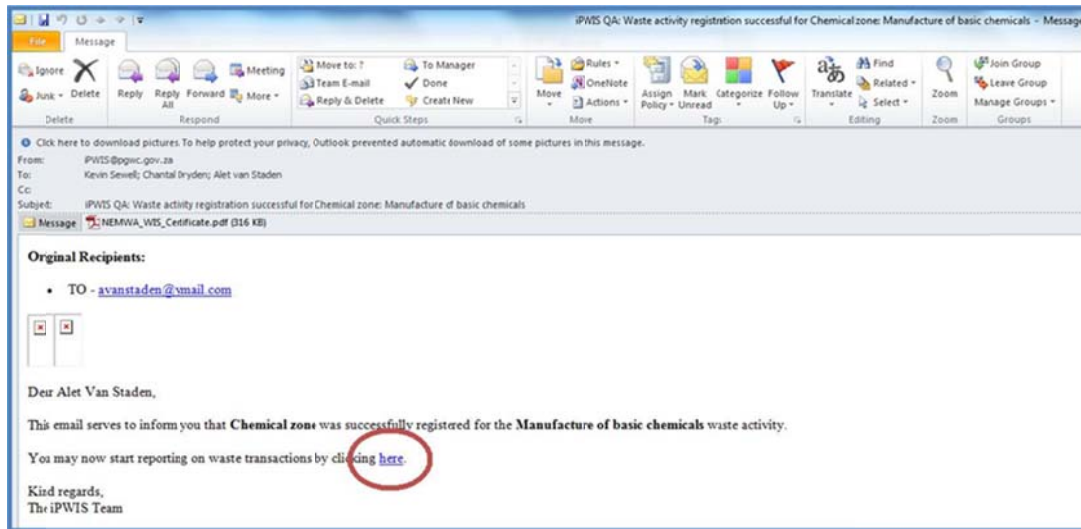 iPWIS QA: Waste activity registration successful for Chemical zone: Manufacture of basic chemicals - Message
File Message
Ignore Delete Reply Reply All Forward Meeting Move to: ? To Manager Move Rules OneNote Assign Policy Mark Unread Categorize Follow Up Translate Find Zoom Join Group
Junk More Team E-mail Done Actions Related Leave Group
Reply & Delete Create New Select Manage Groups
Delete Respond Quick Steps Move Tags Editing Zoom Groups
Click here to download pictures. To help protect your privacy, Outlook prevented automatic download of some pictures in this message.
From: iPWIS@pgwc.gov.za
To: Kevin Sewell; Chantal Dryden; Alet van Staden
Cc:
Subject: iPWIS QA: Waste activity registration successful for Chemical zone: Manufacture of basic chemicals
Message NEMWA_WIS_Certificate.pdf (316 KB)
Orginal Recipients:
• TO - avanstaden@ymail.com
Dear Alet Van Staden,
This email serves to inform you that Chemical zone was successfully registered for the Manufacture of basic chemicals waste activity.
You may now start reporting on waste transactions by clicking here.
Kind regards,
The iPWIS Team